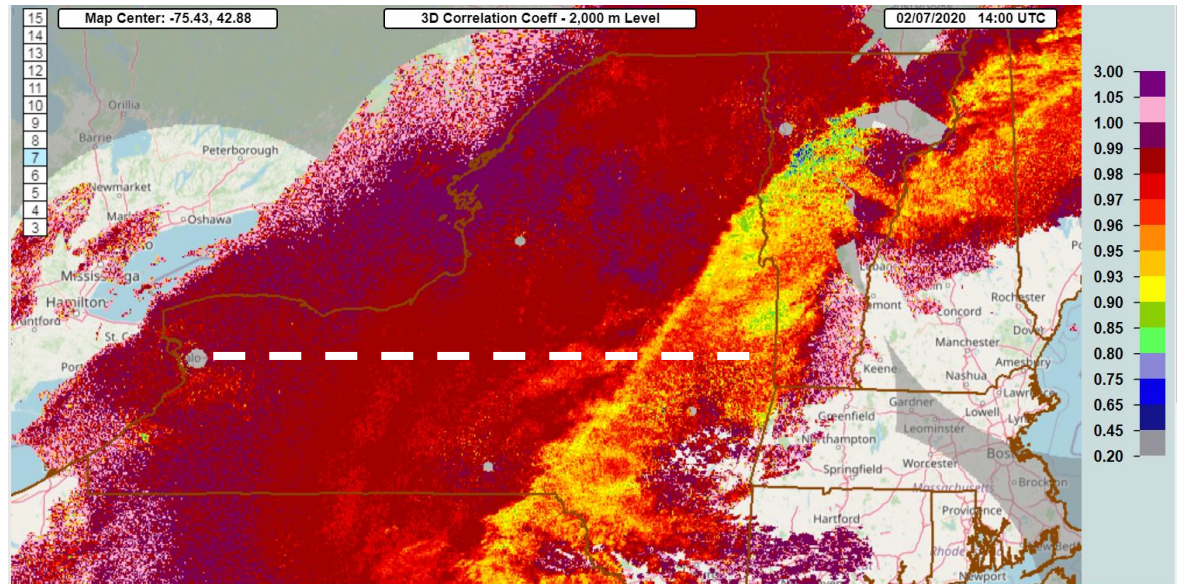 Map Center: -75.43, 42.88
3D Correlation Coeff - 2,000 m Level
02/07/2020 14:00 UTC
15
14
13
12
11
10
9
8
7
6
5
4
3
Orillia
Barrie
Peterborough
Newmarket
Oshawa
Mississ ga
Hamilton
Concord
Rochester
Dover
Manchester
Amesbury
Keene
Nashua
Gardner
Lowell
Greenfield
Leominster
Northampton
Worcester
Springfield
Massachusetts
Hartford
Providence
Newport
3.00
1.05
1.00
0.99
0.98
0.97
0.95
0.93
0.90
0.85
0.80
0.75
0.65
0.45
0.20